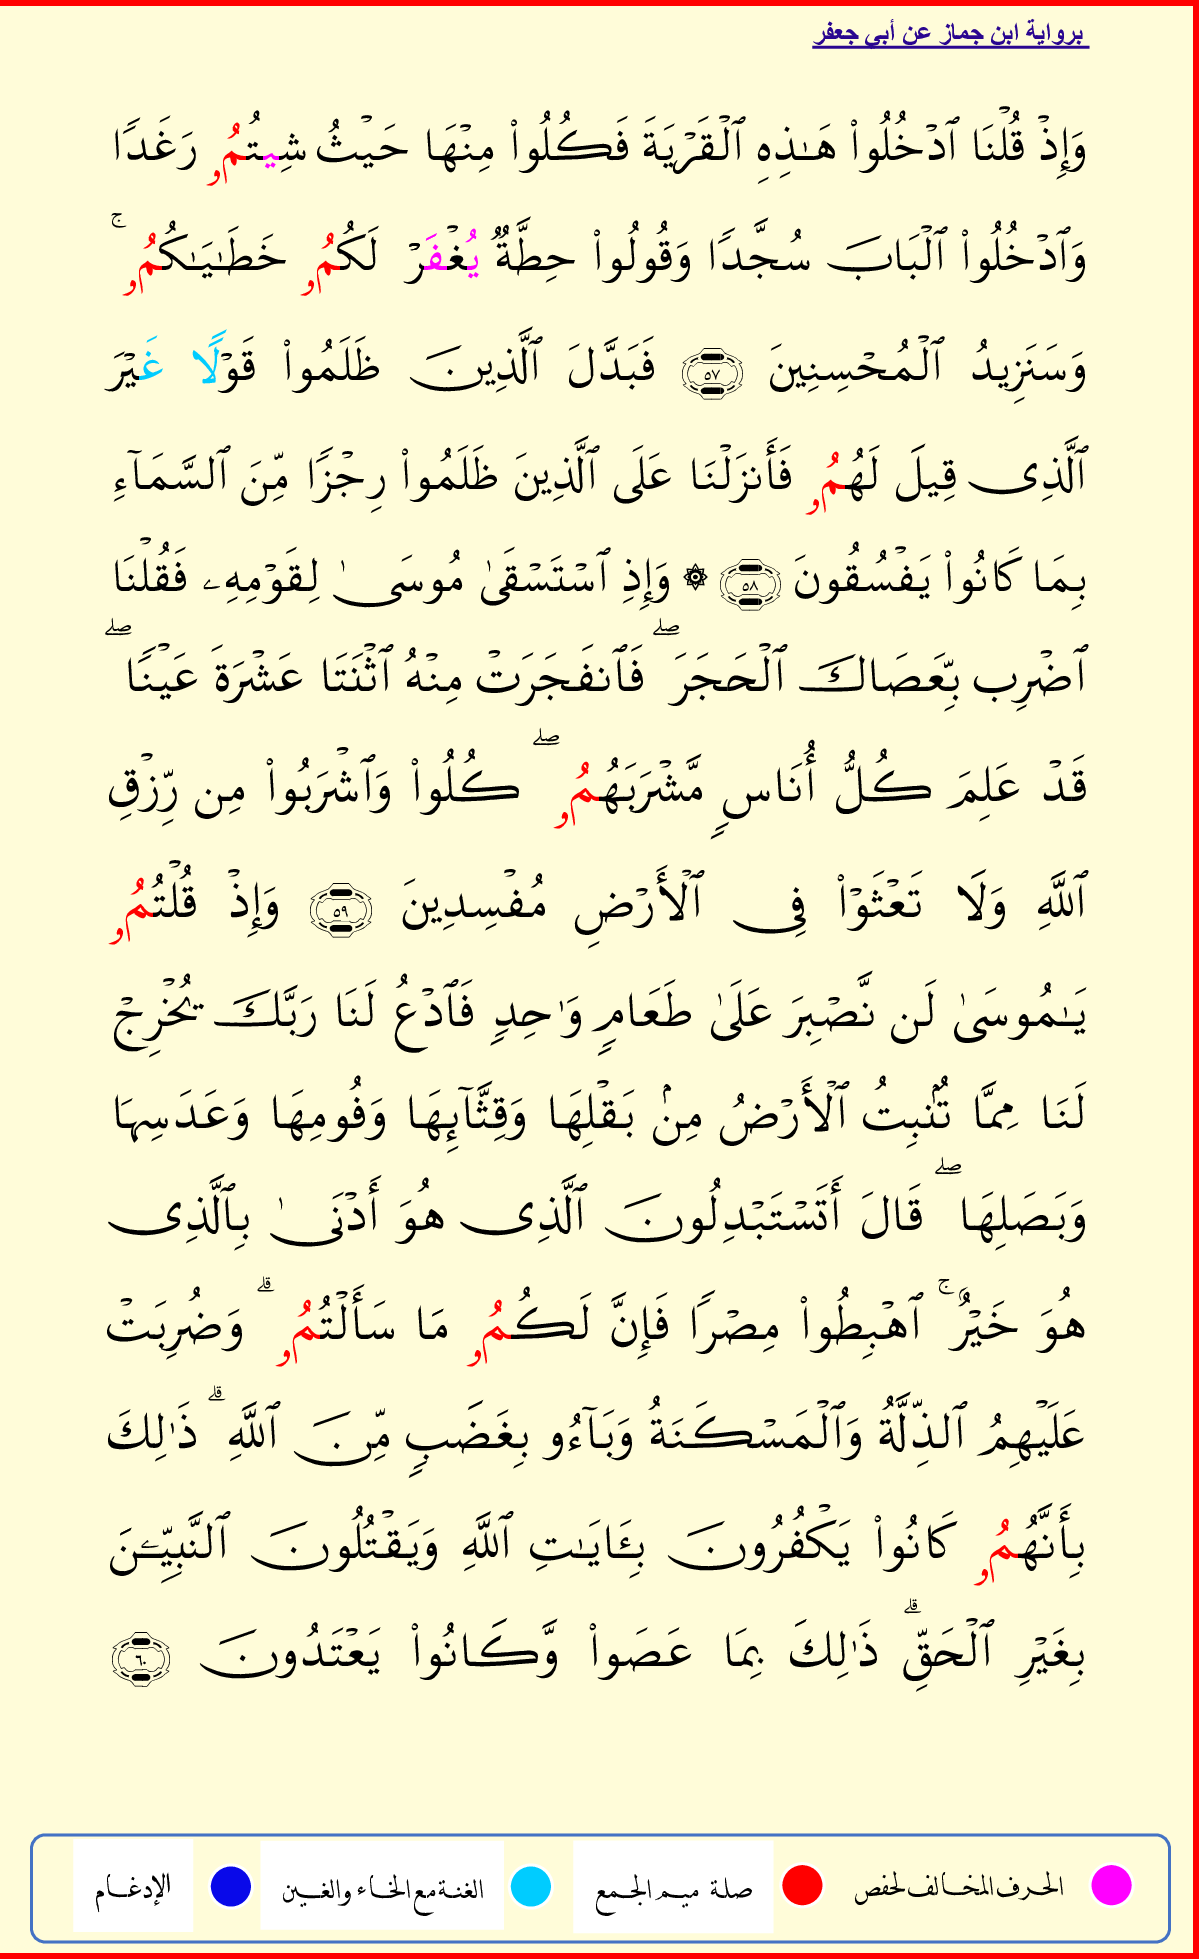 برواية ابن جماز عن أبي جعفر
وَإِذۡ قُلۡنَا ٱدۡخُلُواْ هَٰذِهِ ٱلۡقَرۡيَةَ فَكُلُواْ مِنۡهَا حَيۡثُ شِيتُمُۥ رَغَدٗا
وَٱدۡخُلُواْ ٱلۡبَابَ سُجَّدٗا وَقُولُواْ حِطَّةٞ يُغۡفَرۡ لَكُمُۥ خَطَٰيَٰكُمُۥۚ
وَسَنَزِيدُ ٱلۡمُحۡسِنِينَ ٥٧ فَبَدَّلَ ٱلَّذِينَ ظَلَمُواْ قَوۡلًا غَيۡرَ
ٱلَّذِى قِيلَ لَهُمُۥ فَأَنزَلۡنَا عَلَى ٱلَّذِينَ ظَلَمُواْ رِجۡزٗا مِّنَ ٱلسَّمَآءِ
بِمَا كَانُواْ يَفۡسُقُونَ ٥٨ ۞ وَإِذِ ٱسۡتَسۡقَىٰ مُوسَىٰ لِقَوۡمِهِۦ فَقُلۡنَا
ٱضۡرِب بِّعَصَاكَ ٱلۡحَجَرَۖ فَٱنفَجَرَتۡ مِنۡهُ ٱثۡنَتَا عَشۡرَةَ عَيۡنٗاۖ
قَدۡ عَلِمَ كُلُّ أُنَاسٖ مَّشۡرَبَهُمُۥۖ كُلُواْ وَٱشۡرَبُواْ مِن رِّزۡقِ
ٱللَّهِ وَلَا تَعۡثَوۡاْ فِى ٱلۡأَرۡضِ مُفۡسِدِينَ ٥٩ وَإِذۡ قُلۡتُمُۥ
يَٰمُوسَىٰ لَن نَّصۡبِرَ عَلَىٰ طَعَامٖ وَٰحِدٖ فَٱدۡعُ لَنَا رَبَّكَ يُخۡرِجۡ
لَنَا مِمَّا تُنۢبِتُ ٱلۡأَرۡضُ مِنۢ بَقۡلِهَا وَقِثَّآئِهَا وَفُومِهَا وَعَدَسِهَا
وَبَصَلِهَاۖ قَالَ أَتَسۡتَبۡدِلُونَ ٱلَّذِى هُوَ أَدۡنَىٰ بِٱلَّذِى
هُوَ خَيۡرٌۚ ٱهۡبِطُواْ مِصۡرٗا فَإِنَّ لَكُمُۥ مَا سَأَلۡتُمُۥۗ وَضُرِبَتۡ
عَلَيۡهِمُ ٱلذِّلَّةُ وَٱلۡمَسۡكَنَةُ وَبَآءُو بِغَضَبٖ مِّنَ ٱللَّهِۗ ذَٰلِكَ
بِأَنَّهُمُۥ كَانُواْ يَكۡفُرُونَ بِـَٔايَٰتِ ٱللَّهِ وَيَقۡتُلُونَ ٱلنَّبِيِّـۧنَ
بِغَيۡرِ ٱلۡحَقِّۗ ذَٰلِكَ بِمَا عَصَواْ وَّكَانُواْ يَعۡتَدُونَ ٦٠
الحرف المخالف لحفص صلة ميم الجمع الغنة مع الخاء والغين الإدغام